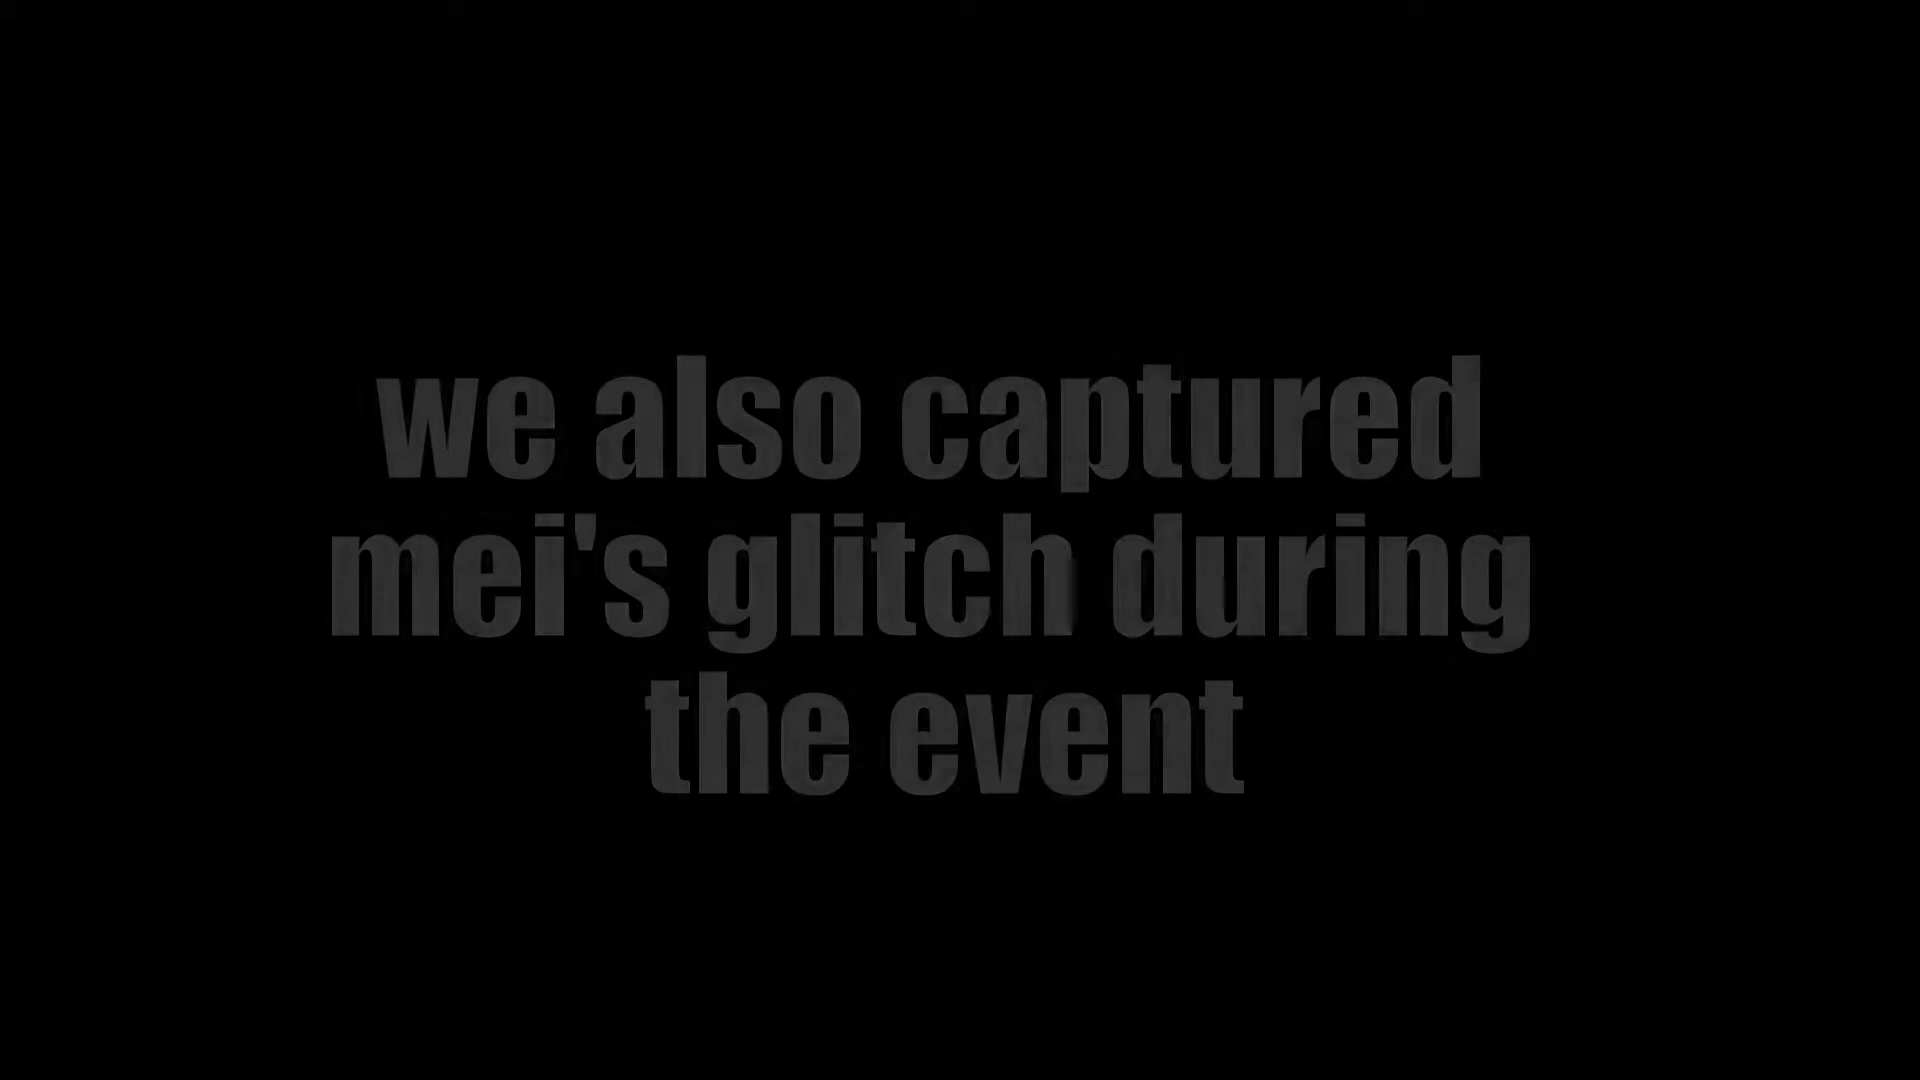 we also captured
mei's glitch during
the event